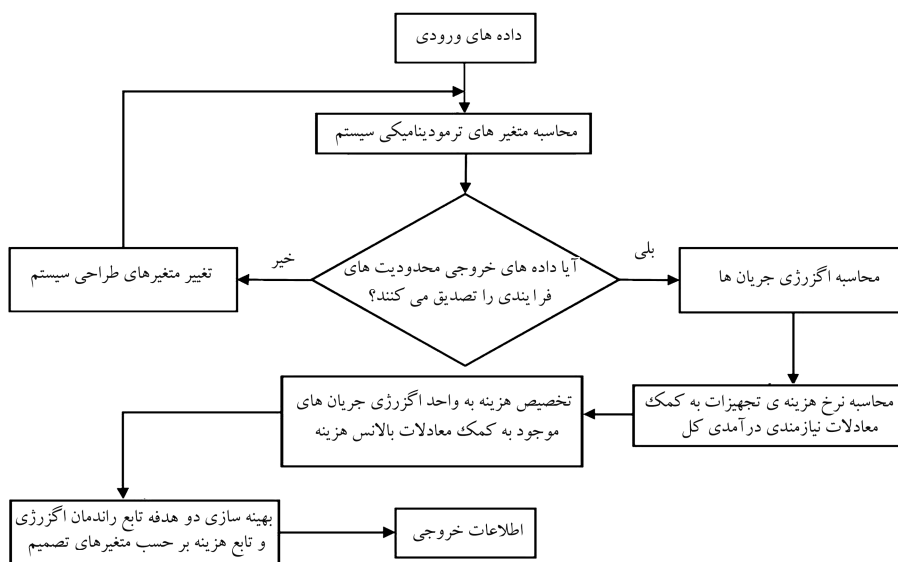 داده های ورودی
محاسبه متغیر های ترمودینامیکی سیستم
آیا داده های خروجی محدودیت های
فرایندی را تصدیق می کنند؟
بلی
خیر
محاسبه اگزرژی جریان ها
تغییر متغیرهای طراحی سیستم
محاسبه نرخ هزینه ی تجهیزات به کمک
معادلات نیازمندی درآمدی کل
تخصیص هزینه به واحد اگزرژی جریان های
موجود به کمک معادلات بالانس هزینه
بهینه سازی دو هدفه تابع راندمان اگزرژی
و تابع هزینه بر حسب متغیرهای تصمیم
اطلاعات خروجی